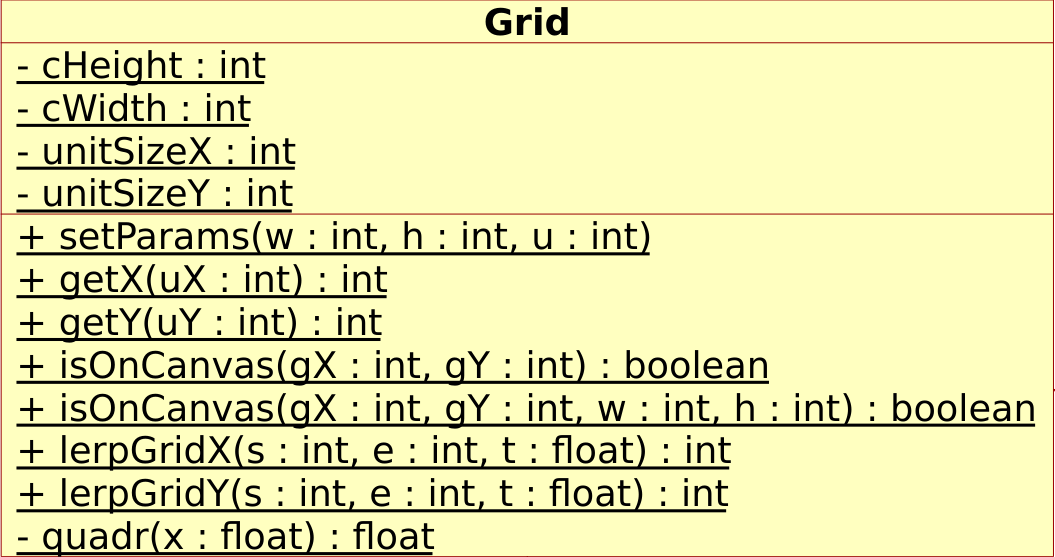 Grid
- cHeight : int
- cWidth : int
- unitSizeX : int
- unitSizeY : int
+ setParams(w : int, h : int, u : int)
+ getX(uX : int) : int
+ getY(uY : int) : int
+ isOnCanvas(gX : int, gY : int) : boolean
+ isOnCanvas(gX : int, gY : int, w : int, h : int) : boolean
+ lerpGridX(s : int, e : int, t : float) : int
+ lerpGridY(s : int, e : int, t : float) : int
- quadr(x : float) : float